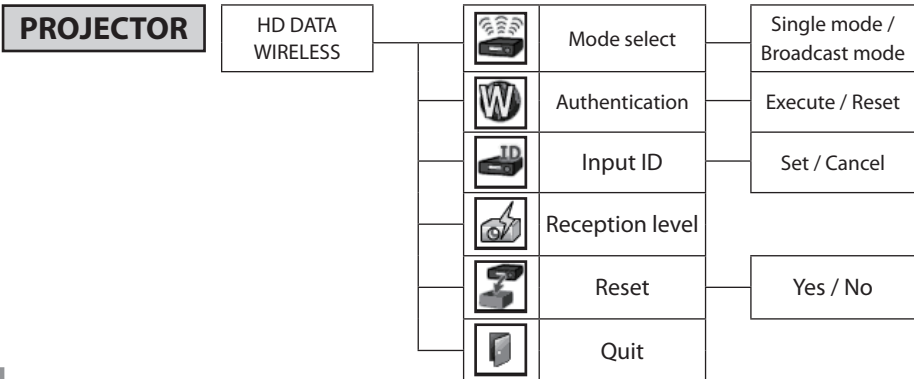 PROJECTOR
HD DATA
WIRELESS
Mode select
Single mode /
Broadcast mode
W
Authentication
Execute / Reset
ID
Input ID
Set / Cancel
Reception level
Reset
Yes / No
Quit